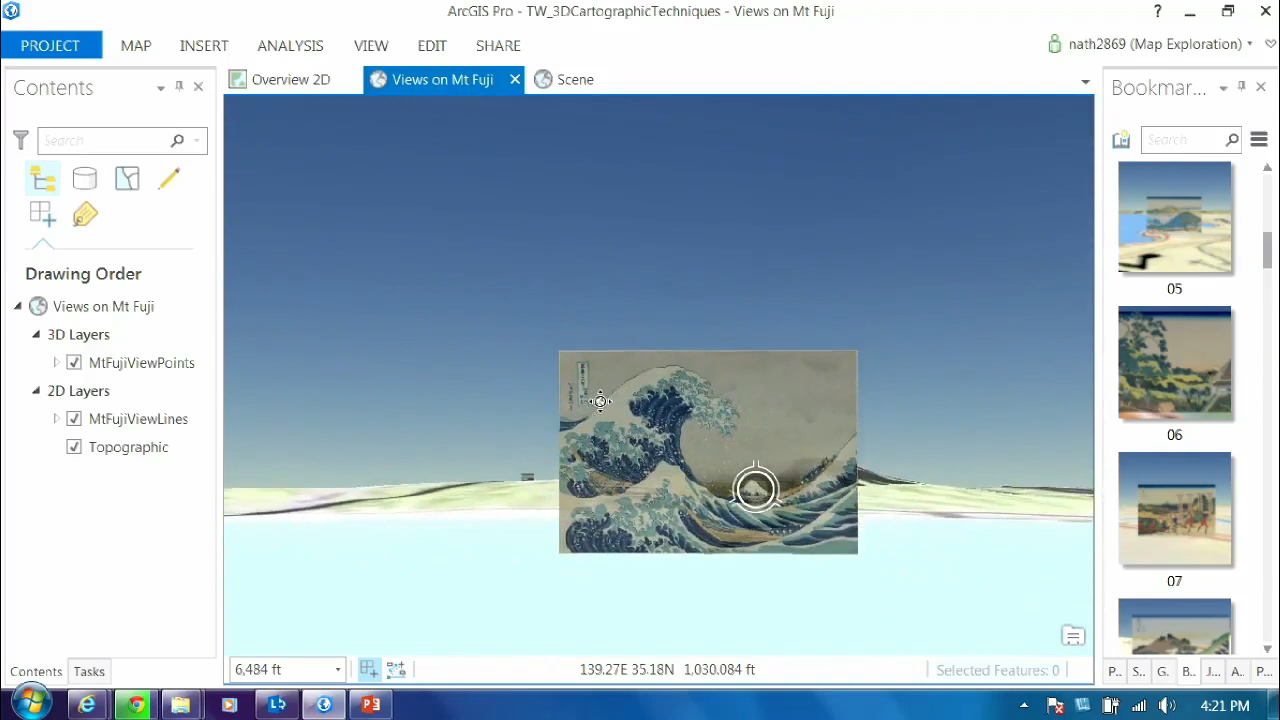 ArcGIS Pro - TW_3DCartographicTechniques - Views on Mt Fuji
PROJECT MAP INSERT ANALYSIS VIEW EDIT SHARE
nath2869 (Map Exploration)
Contents
Search
Drawing Order
Views on Mt Fuji
3D Layers
MtFujiViewPoints
2D Layers
MtFujiViewLines
Topographic
Contents Tasks
Overview 2D Views on Mt Fuji Scene
6,484 ft
139.27E 35.18N 1,030.084 ft
Selected Features: 0
Bookmar...
Search
05
06
07
P.. S.. G. B.. J... A.. P...
4:21 PM